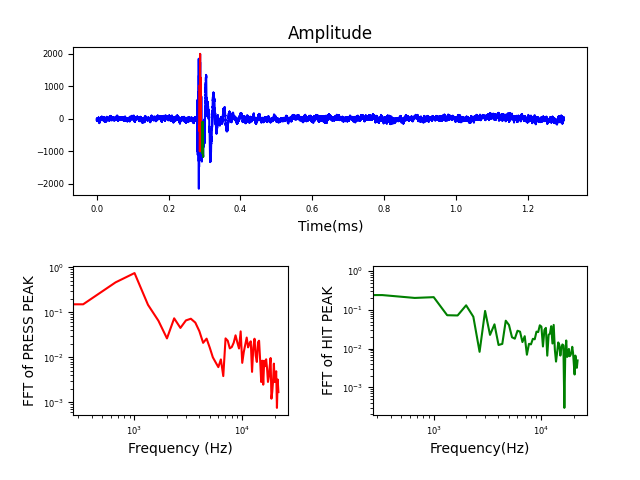 Amplitude
2000
1000
0
−1000
−2000
0.0 0.2 0.4 0.6 0.8 1.0 1.2
Time(ms)
FFT of PRESS PEAK
10⁰
10⁻¹
10⁻²
10⁻³
10³ 10⁴
Frequency (Hz)
FFT of HIT PEAK
10⁰
10⁻¹
10⁻²
10⁻³
10³ 10⁴
Frequency(Hz)